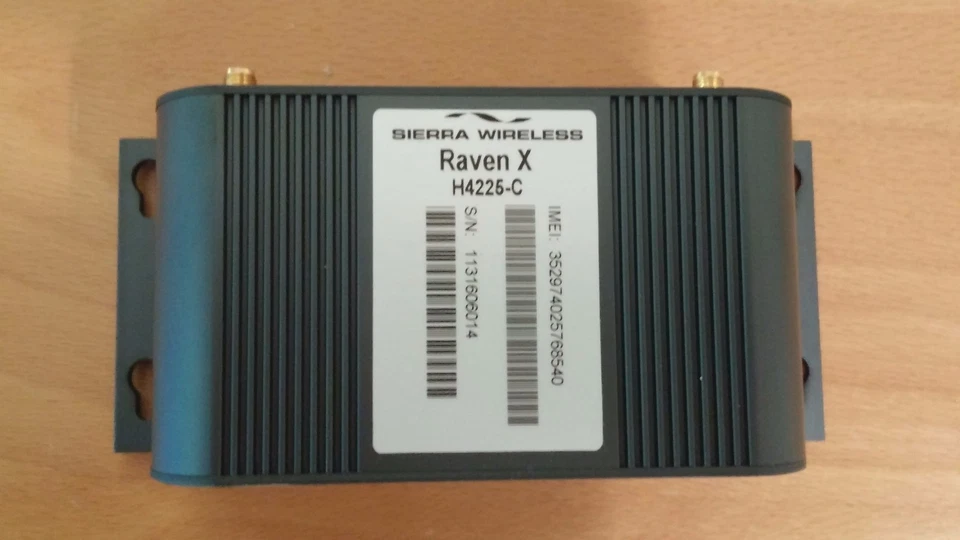 SIERRA WIRELESS
Raven X
H4225-C
IMEI: 352974025768540
S/N: 1131606014